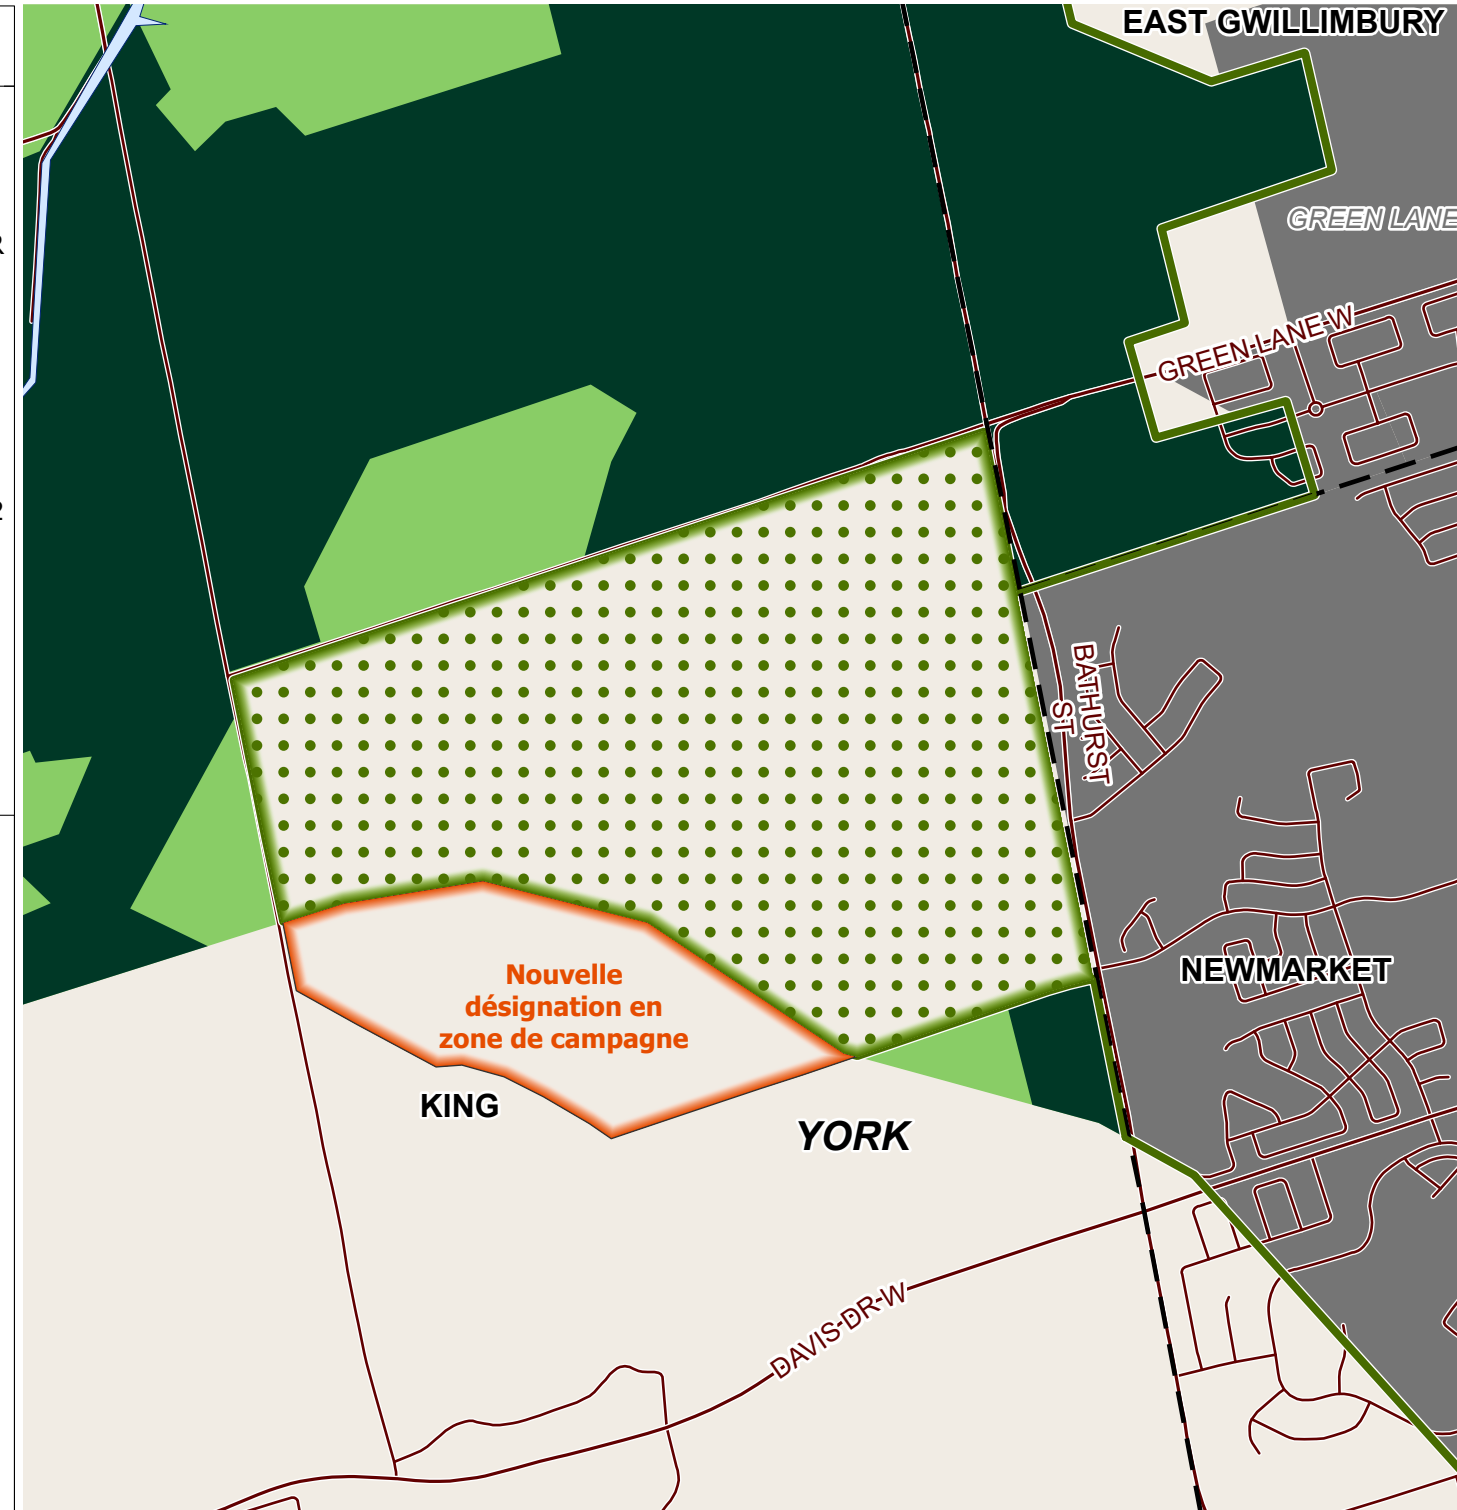 EAST GWILLIMBURY
GREEN LANE
GREEN LANE W
BATHURST
ST
Nouvelle
désignation en
zone de campagne
NEWMARKET
KING
YORK
DAVIS DR W